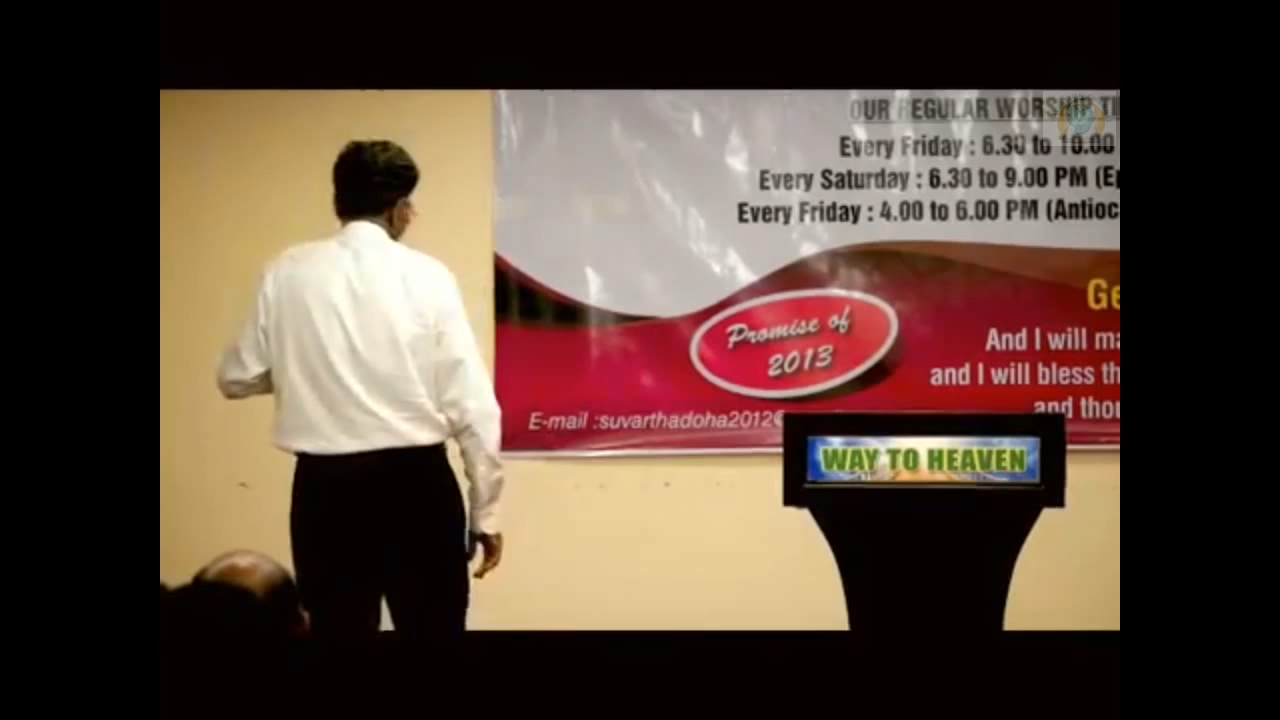 OUR REGULAR WORSHIP
Every Friday : 6.30 to 10.00
Every Saturday : 6.30 to 9.00 PM
Every Friday : 4.00 to 6.00 PM
Promise of
2013
And I will
and I will bless
and
E-mail :suvarthadoha2012@
WAY TO HEAVEN